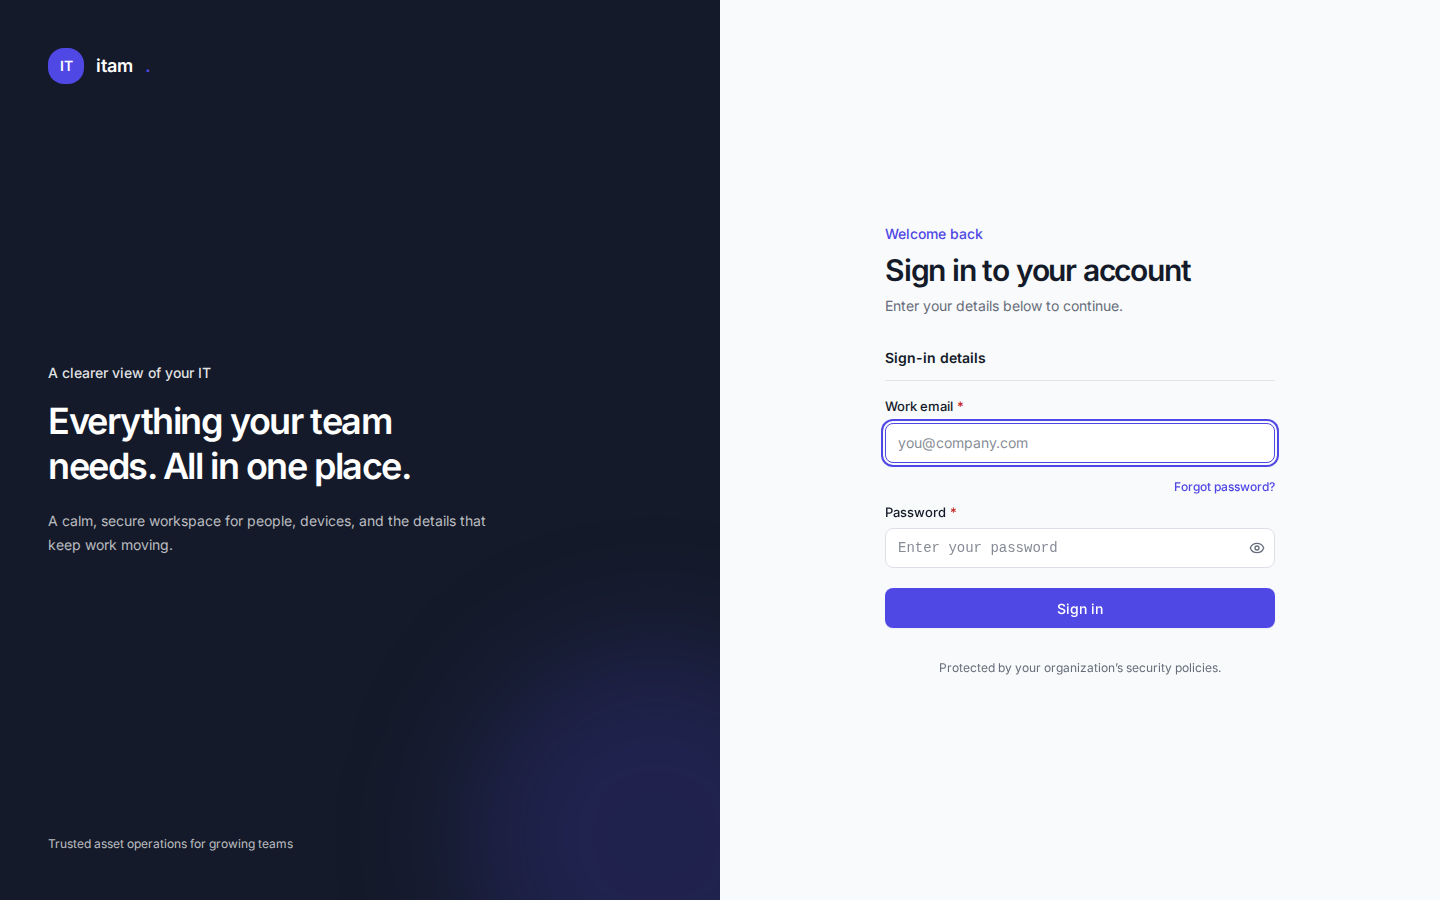 IT itam .
A clearer view of your IT
Everything your team
needs. All in one place.
A calm, secure workspace for people, devices, and the details that
keep work moving.
Trusted asset operations for growing teams
Welcome back
Sign in to your account
Enter your details below to continue.
Sign-in details
Work email *
you@company.com
Forgot password?
Password *
Enter your password
Sign in
Protected by your organization’s security policies.